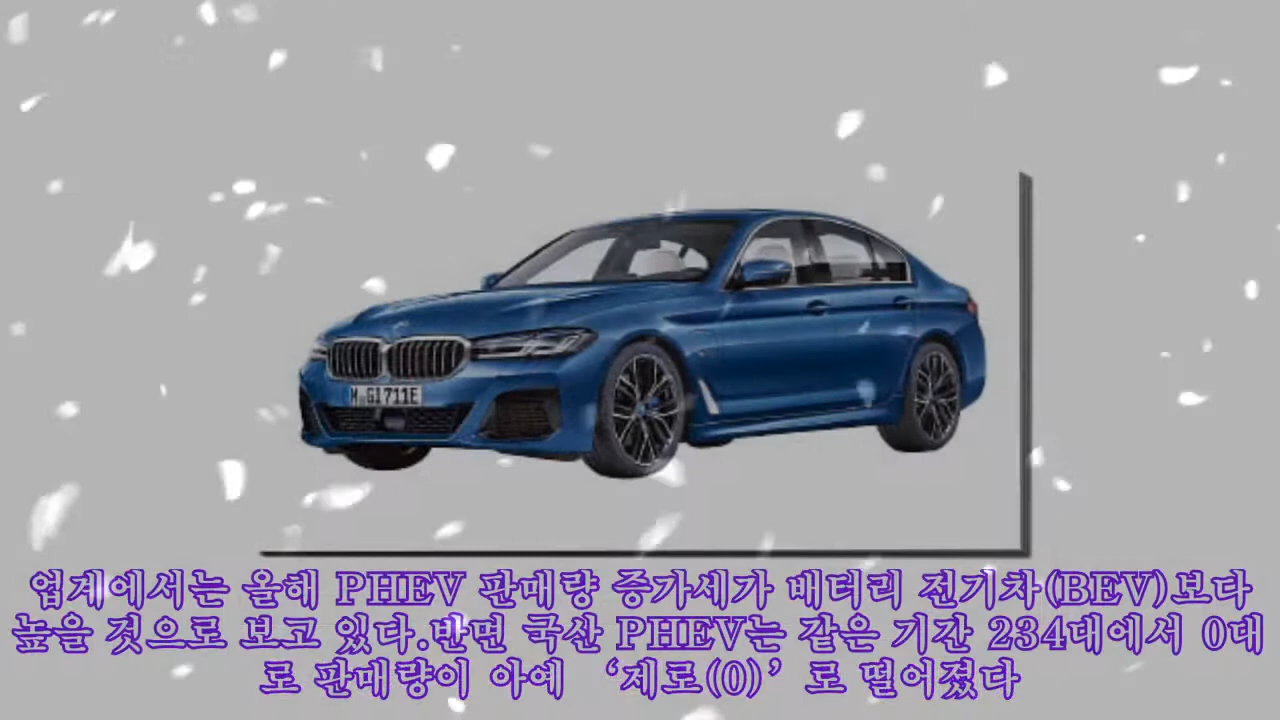 M GI 711E
업계에서는 올해 PHEV 판매량 증가세가 배터리 전기차(BEV)보다
높을 것으로 보고 있다.반면 국산 PHEV는 같은 기간 234대에서 0대
로 판매량이 아예 ‘제로(0)’로 떨어졌다